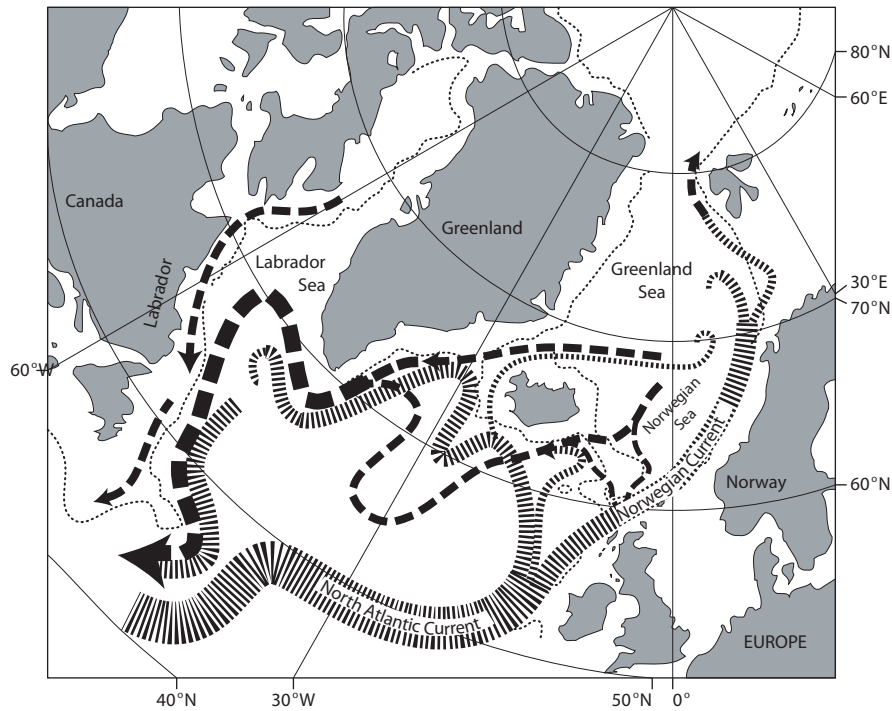 80°N
60°E
Canada
Greenland
Labrador
Labrador
Sea
Greenland
Sea
30°E
70°N
60°W
Norwegian
Sea
Norwegian Current
Norway
60°N
North Atlantic Current
EUROPE
40°N
30°W
50°N
0°